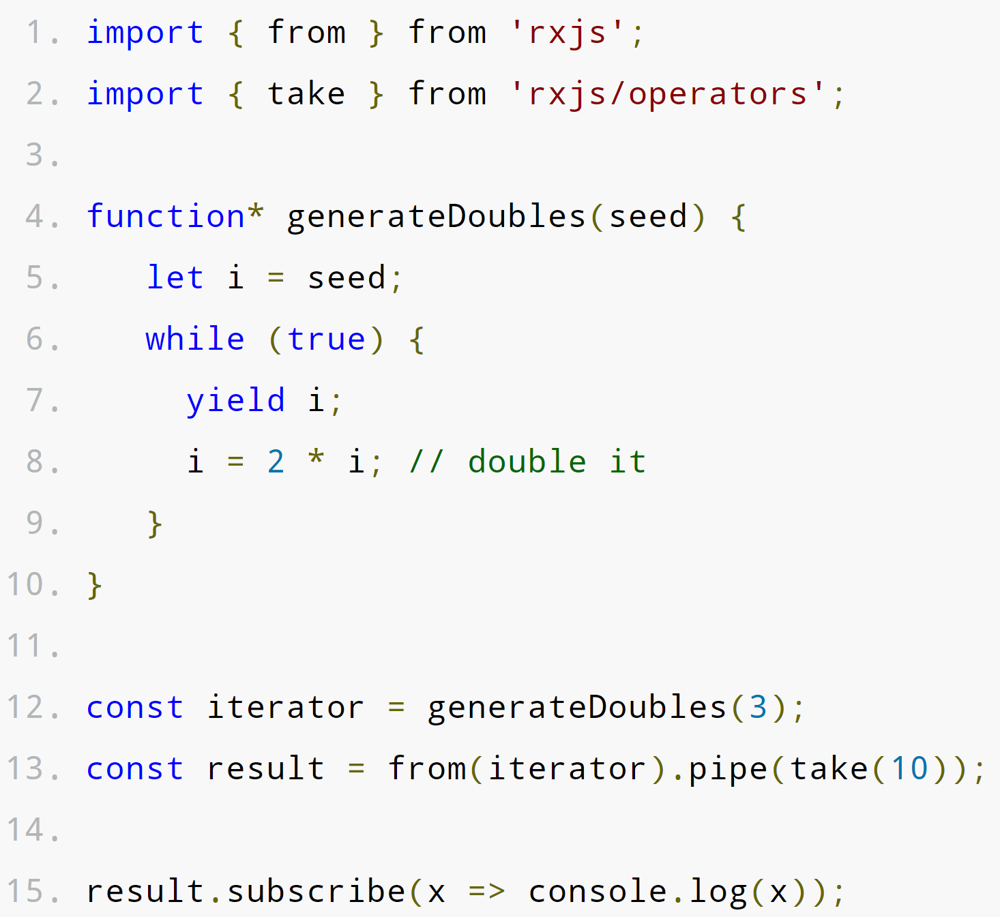 1. import { from } from 'rxjs';
2. import { take } from 'rxjs/operators';
3.
4. function* generateDoubles(seed) {
5.    let i = seed;
6.    while (true) {
7.      yield i;
8.      i = 2 * i; // double it
9.    }
10. }
11.
12. const iterator = generateDoubles(3);
13. const result = from(iterator).pipe(take(10));
14.
15. result.subscribe(x => console.log(x));